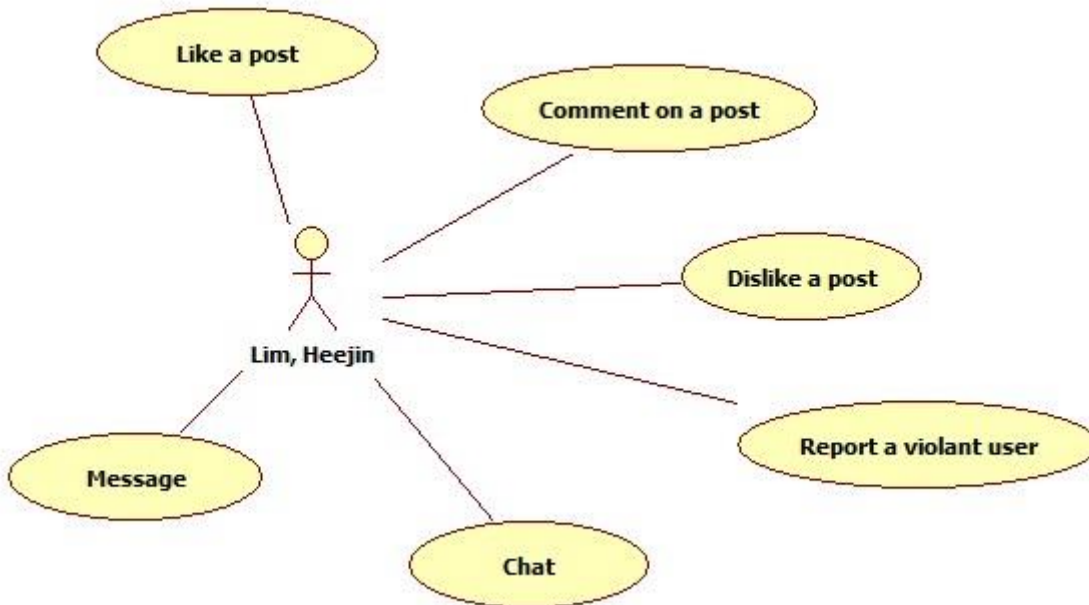 Like a post
Comment on a post
Dislike a post
Lim, Heejin
Report a violant user
Message
Chat